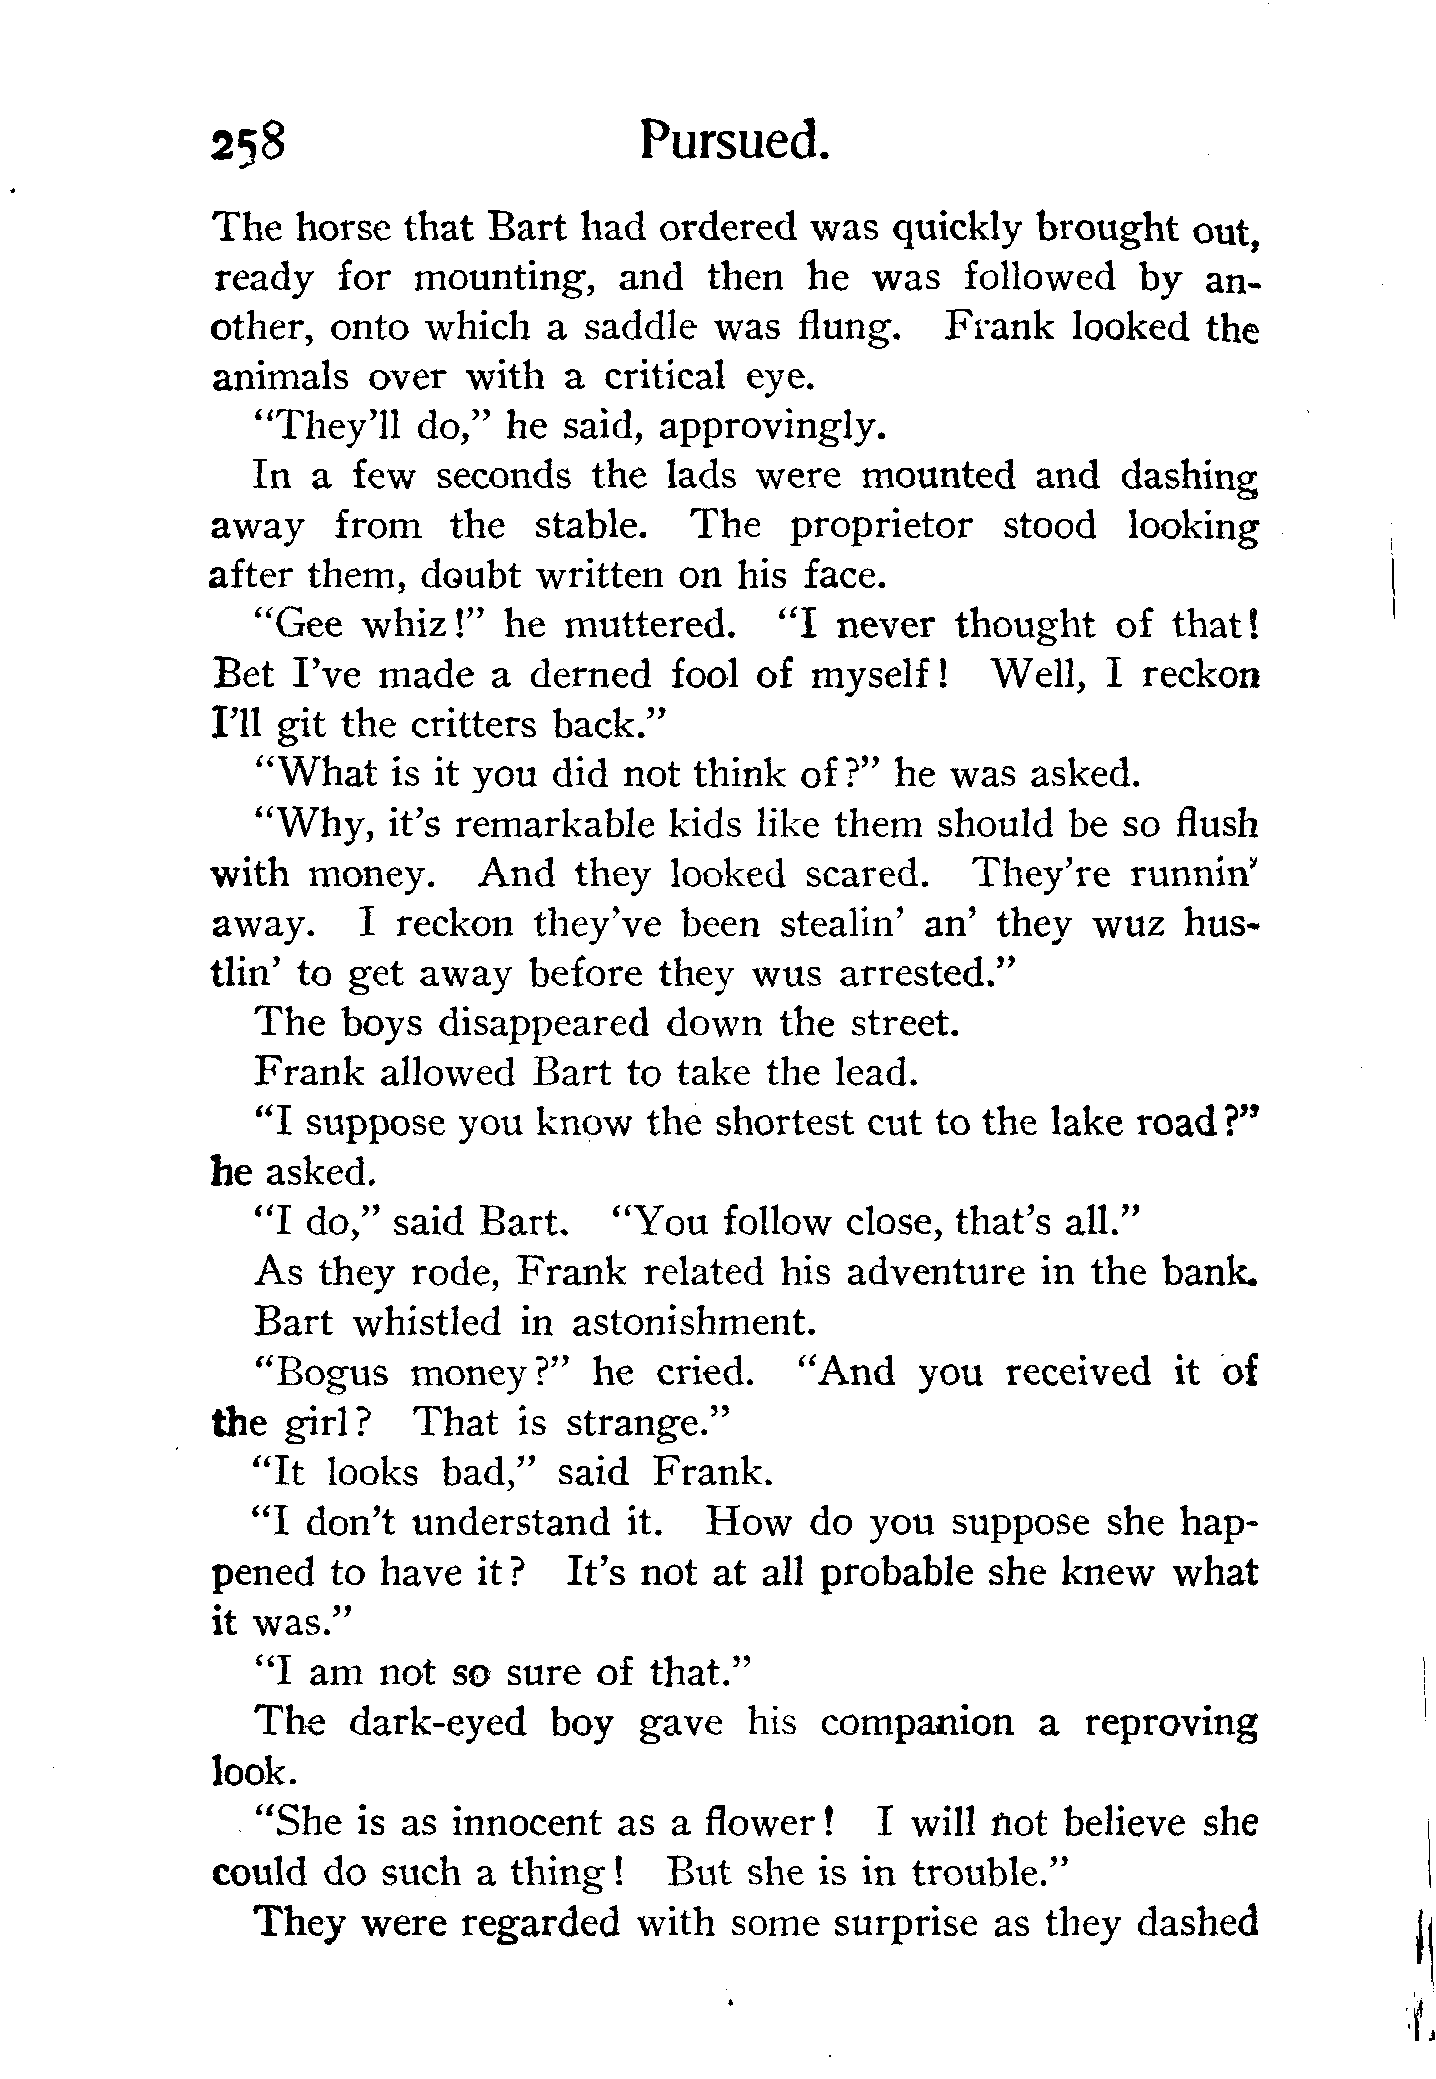 258 Pursued.
The horse that Bart had ordered was quickly brought out,
ready for mounting, and then he was followed by an-
other, onto which a saddle was flung. Frank looked the
animals over with a critical eye.
"They'll do," he said, approvingly.
In a few seconds the lads were mounted and dashing
away from the stable. The proprietor stood looking
after them, doubt written on his face.
"Gee whiz!" he muttered. "I never thought of that!
Bet I've made a derned fool of myself! Well, I reckon
I'll git the critters back."
"What is it you did not think of?" he was asked.
"Why, it's remarkable kids like them should be so flush
with money. And they looked scared. They're runnin'
away. I reckon they've been stealin' an' they wuz hus-
tlin' to get away before they wus arrested."
The boys disappeared down the street.
Frank allowed Bart to take the lead.
"I suppose you know the shortest cut to the lake road?"
he asked.
"I do," said Bart. "You follow close, that's all."
As they rode, Frank related his adventure in the bank.
Bart whistled in astonishment.
"Bogus money?" he cried. "And you received it of
the girl? That is strange."
"It looks bad," said Frank.
"I don't understand it. How do you suppose she hap-
pened to have it? It's not at all probable she knew what
it was."
"I am not so sure of that."
The dark-eyed boy gave his companion a reproving
look.
"She is as innocent as a flower! I will not believe she
could do such a thing! But she is in trouble."
They were regarded with some surprise as they dashed